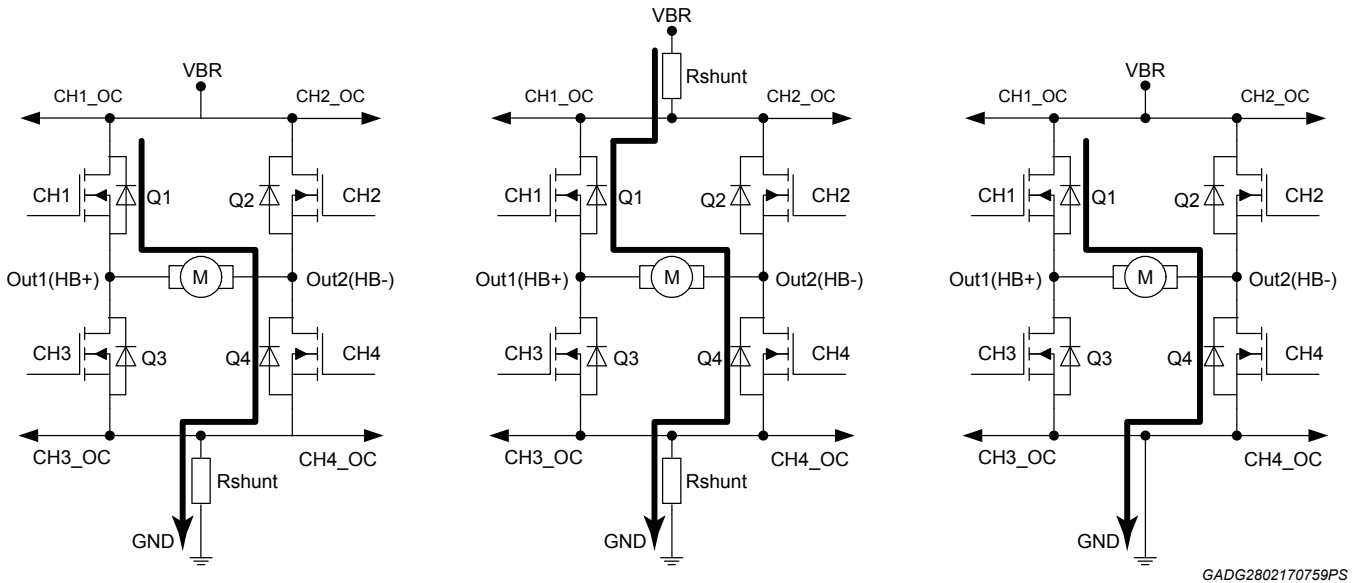 VBR
CH1_OC
CH2_OC
CH1
Q1
Q2
CH2
Out1(HB+)
M
Out2(HB-)
CH3
Q3
Q4
CH4
CH3_OC
CH4_OC
Rshunt
GND
VBR
Rshunt
CH1_OC
CH2_OC
CH1
Q1
Q2
CH2
Out1(HB+)
M
Out2(HB-)
CH3
Q3
Q4
CH4
CH3_OC
CH4_OC
Rshunt
GND
VBR
CH1_OC
CH2_OC
CH1
Q1
Q2
CH2
Out1(HB+)
M
Out2(HB-)
CH3
Q3
Q4
CH4
CH3_OC
CH4_OC
GND
GADG2802170759PS